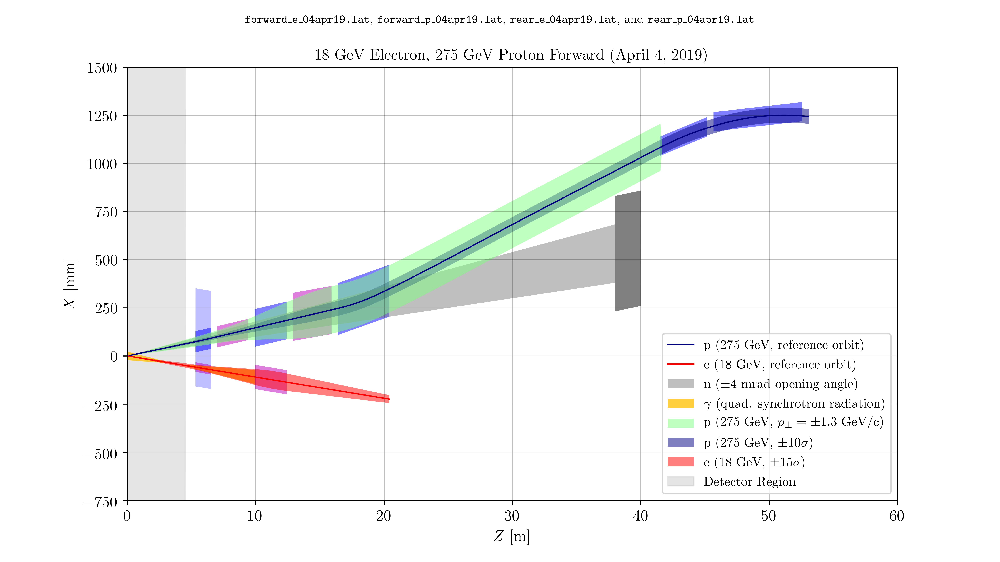 forward_e_04apr19.lat, forward_p_04apr19.lat, rear_e_04apr19.lat, and rear_p_04apr19.lat
18 GeV Electron, 275 GeV Proton Forward (April 4, 2019)
1500
1250
1000
750
500
250
0
−250
−500
−750
X [mm]
p (275 GeV, reference orbit)
e (18 GeV, reference orbit)
n (±4 mrad opening angle)
γ (quad. synchrotron radiation)
p (275 GeV, p⊥ = ±1.3 GeV/c)
p (275 GeV, ±10σ)
e (18 GeV, ±15σ)
Detector Region
0 10 20 30 40 50 60
Z [m]